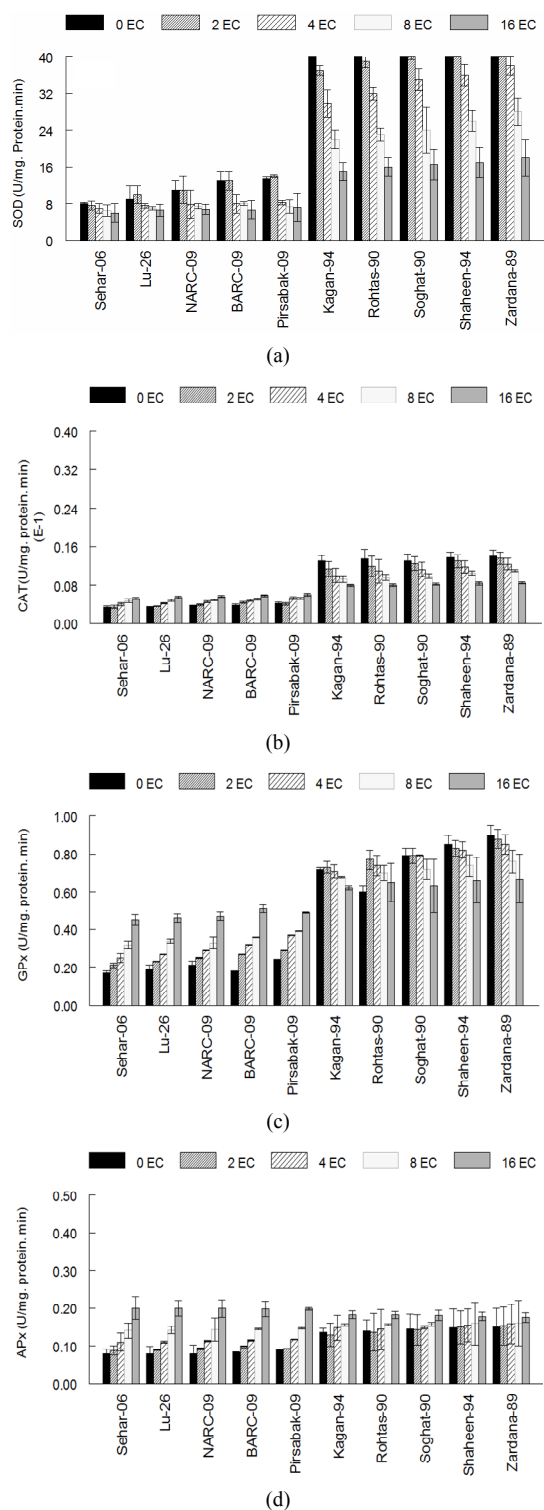 0 EC 2 EC 4 EC 8 EC 16 EC
40
32
24
16
8
0
SOD (U/mg. Protein.min)
Sehar-06 Lu-26 NARC-09 BARC-09 Pirsabak-09 Kagan-94 Rohtas-90 Soghat-90 Shaheen-94 Zardana-89
(a)
0 EC 2 EC 4 EC 8 EC 16 EC
0.40
0.32
0.24
0.16
0.08
0.00
CAT (U/mg. protein. min)
(E-1)
Sehar-06 Lu-26 NARC-09 BARC-09 Pirsabak-09 Kagan-94 Rohtas-90 Soghat-90 Shaheen-94 Zardana-89
(b)
0 EC 2 EC 4 EC 8 EC 16 EC
1.00
0.80
0.60
0.40
0.20
0.00
GPx (U/mg. protein. min)
Sehar-06 Lu-26 NARC-09 BARC-09 Pirsabak-09 Kagan-94 Rohtas-90 Soghat-90 Shaheen-94 Zardana-89
(c)
0 EC 2 EC 4 EC 8 EC 16 EC
0.50
0.40
0.30
0.20
0.10
0.00
APx (U/mg. protein. min)
Sehar-06 Lu-26 NARC-09 BARC-09 Pirsabak-09 Kagan-94 Rohtas-90 Soghat-90 Shaheen-94 Zardana-89
(d)